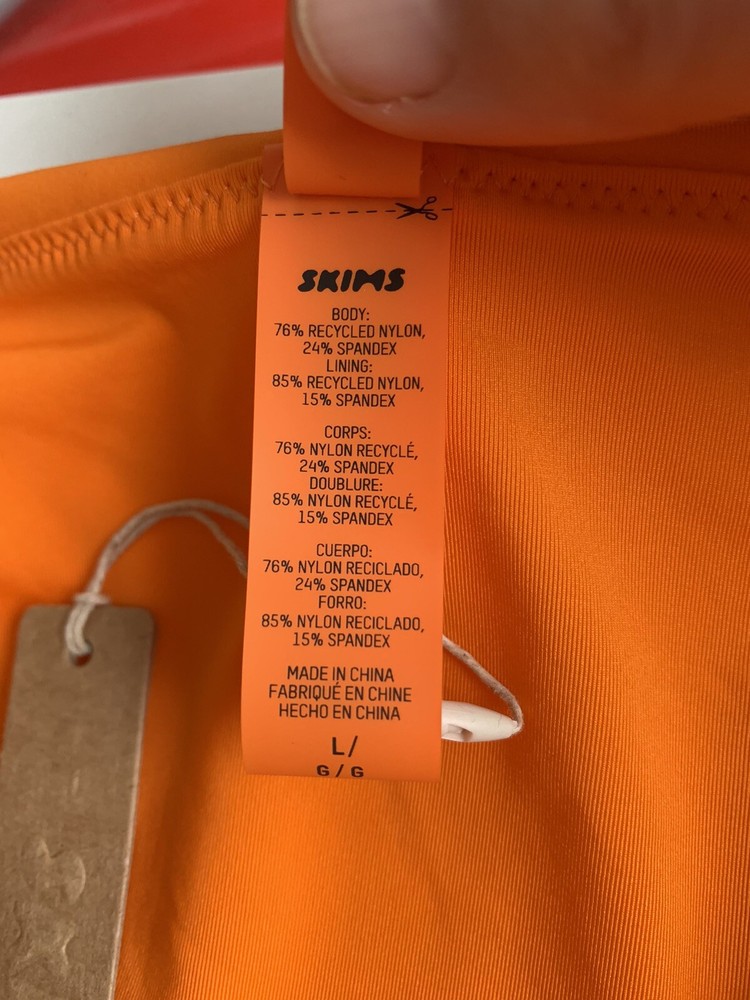 SKIMS
BODY:
76% RECYCLED NYLON,
24% SPANDEX
LINING:
85% RECYCLED NYLON,
15% SPANDEX
CORPS:
76% NYLON RECYCLÉ,
24% SPANDEX
DOUBLURE:
85% NYLON RECYCLÉ,
15% SPANDEX
CUERPO:
76% NYLON RECICLADO,
24% SPANDEX
FORRO:
85% NYLON RECICLADO,
15% SPANDEX
MADE IN CHINA
FABRIQUÉ EN CHINE
HECHO EN CHINA
L/
G/G